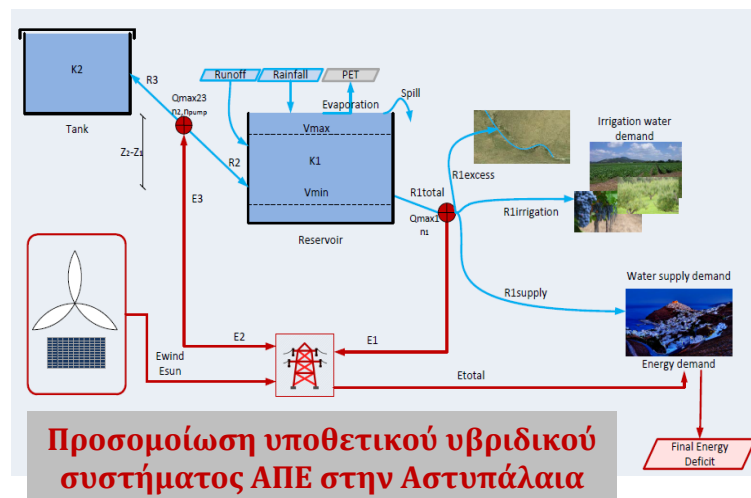 K2
Tank
R3
Qmax23
n2,npump
Z₂-Z₁
R2
Runoff
Rainfall
PET
Evaporation
Spill
Vmax
K1
Vmin
Reservoir
R1total
Qmax1
n₁
R1excess
R1irrigation
R1supply
Irrigation water
demand
Water supply demand
Energy demand
E3
E2
E1
Ewind
Esun
Etotal
Final Energy
Deficit
Προσομοίωση υποθετικού υβριδικού
συστήματος ΑΠΕ στην Αστυπάλαια